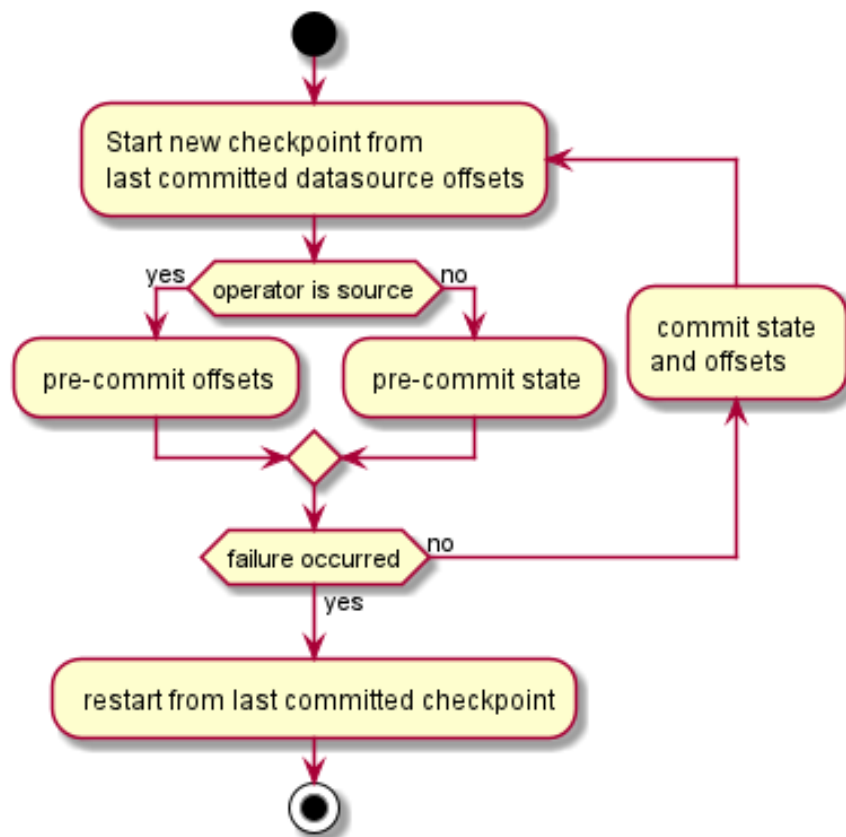 Start new checkpoint from
last committed datasource offsets
yes
operator is source
no
pre-commit offsets
pre-commit state
commit state
and offsets
failure occurred
no
yes
restart from last committed checkpoint